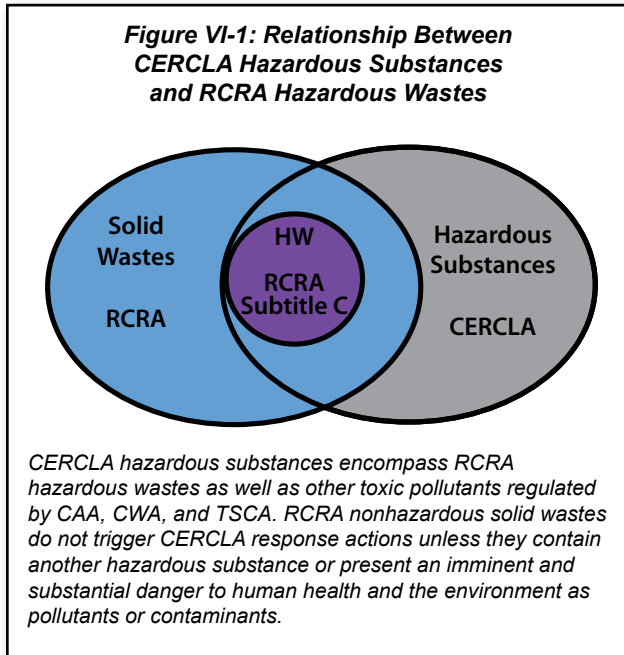 Figure VI-1: Relationship Between
CERCLA Hazardous Substances
and RCRA Hazardous Wastes
Solid
Wastes
RCRA
HW
RCRA
Subtitle C
Hazardous
Substances
CERCLA
CERCLA hazardous substances encompass RCRA
hazardous wastes as well as other toxic pollutants regulated
by CAA, CWA, and TSCA. RCRA nonhazardous solid wastes
do not trigger CERCLA response actions unless they contain
another hazardous substance or present an imminent and
substantial danger to human health and the environment as
pollutants or contaminants.